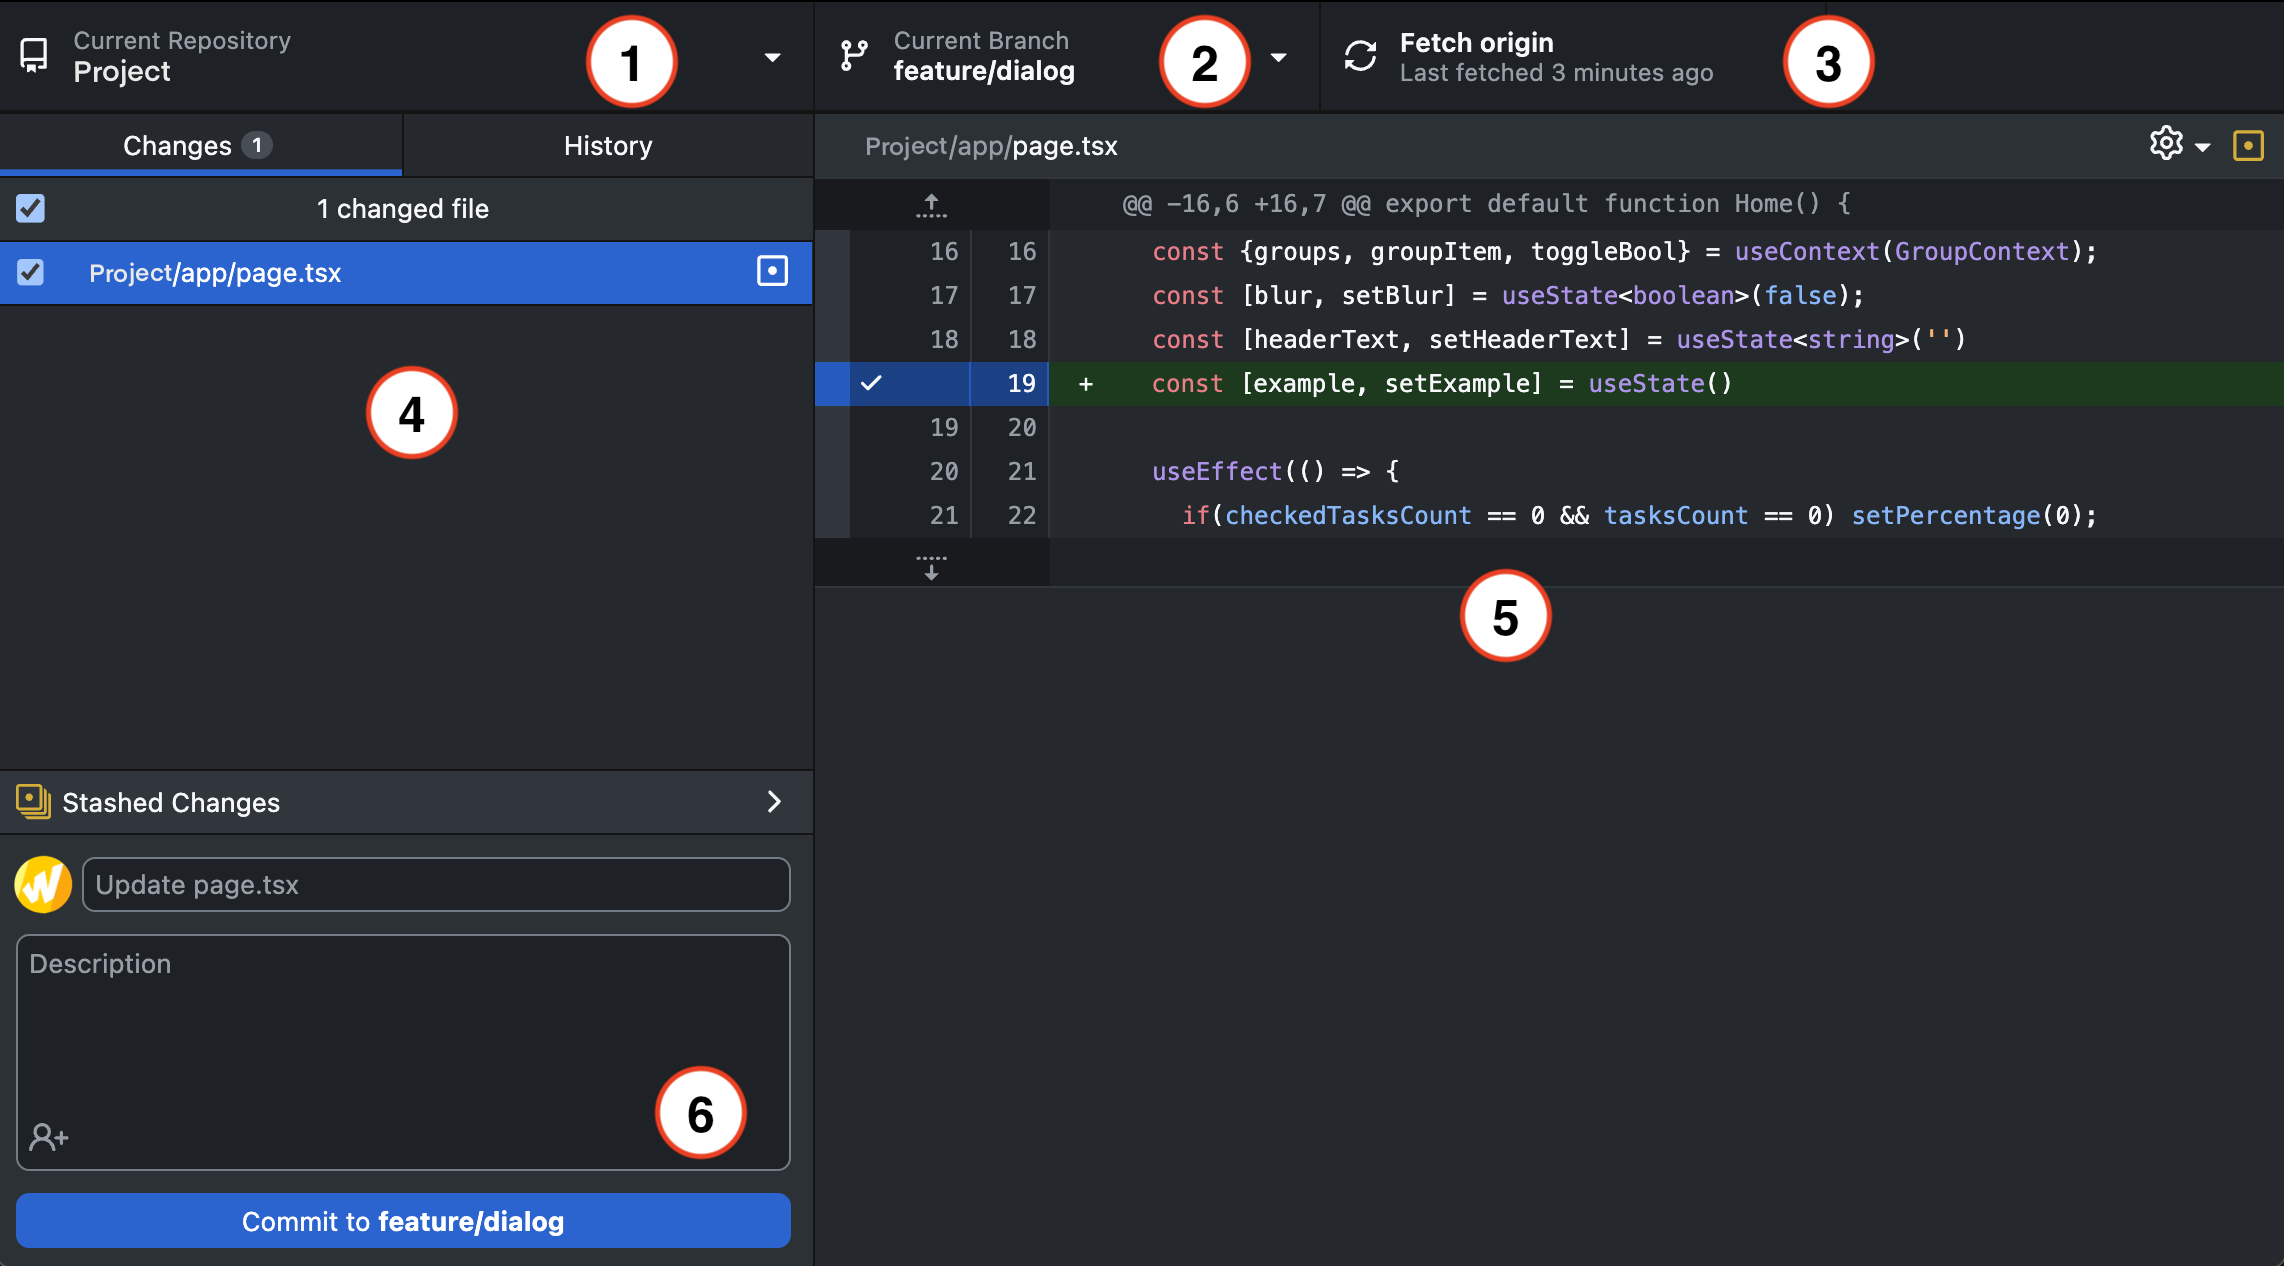 Current Repository
Project
1
Current Branch
feature/dialog
2
Fetch origin
Last fetched 3 minutes ago
3
Changes 1
History
1 changed file
Project/app/page.tsx
4
Project/app/page.tsx
@@ -16,6 +16,7 @@ export default function Home() {
16 16 const {groups, groupItem, toggleBool} = useContext(GroupContext);
17 17 const [blur, setBlur] = useState<boolean>(false);
18 18 const [headerText, setHeaderText] = useState<string>('')
19 + const [example, setExample] = useState()
19 20
20 21 useEffect(() => {
21 22 if(checkedTasksCount == 0 && tasksCount == 0) setPercentage(0);
5
Stashed Changes
W
Update page.tsx
Description
6
Commit to feature/dialog